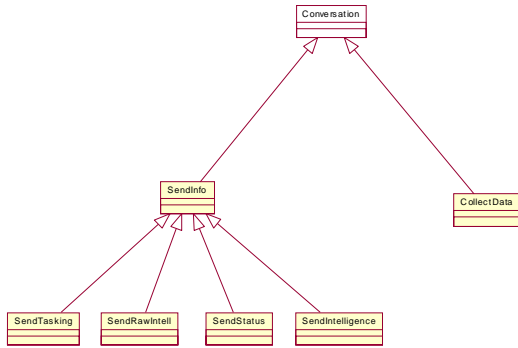 Conversation
SendInfo
CollectData
SendTasking
SendRawIntell
SendStatus
SendIntelligence